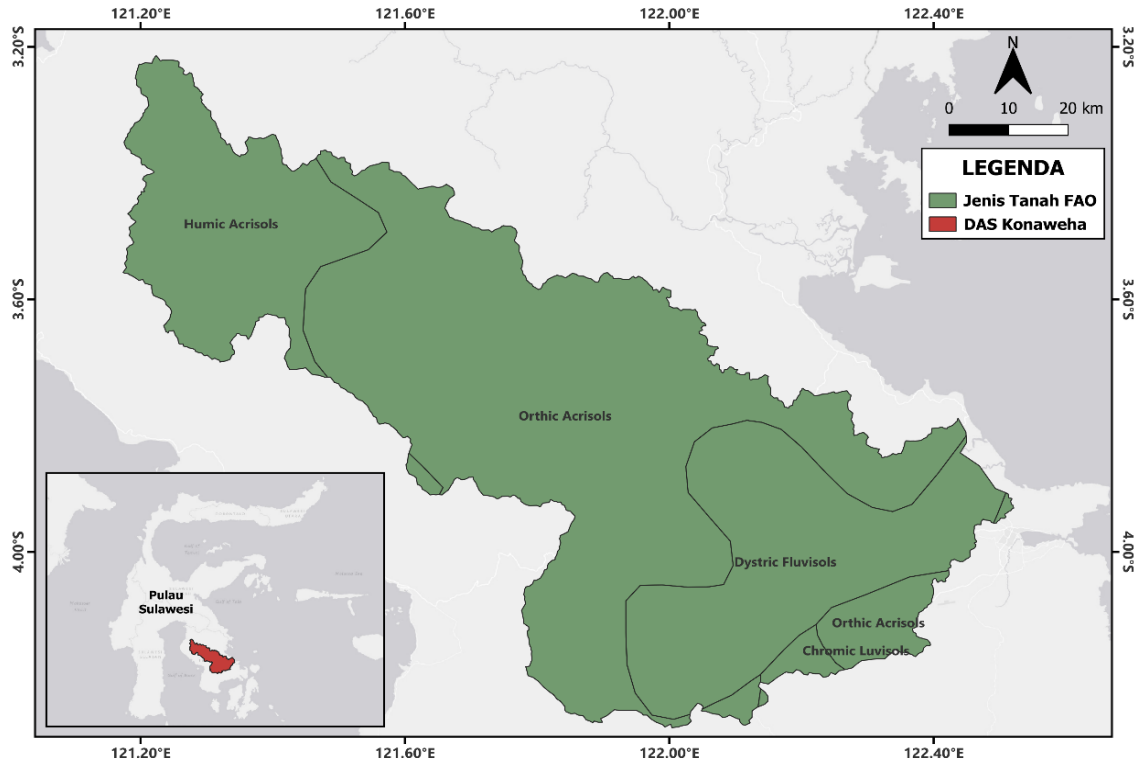 121.20°E 121.60°E 122.00°E 122.40°E
3.20°S 3.20°S
N
0 10 20 km
LEGENDA
Jenis Tanah FAO
DAS Konaweha
Humic Acrisols
3.60°S 3.60°S
Orthic Acrisols
4.00°S 4.00°S
Dystric Fluvisols
Pulau
Sulawesi
Orthic Acrisols
Chromic Luvisols
121.20°E 121.60°E 122.00°E 122.40°E